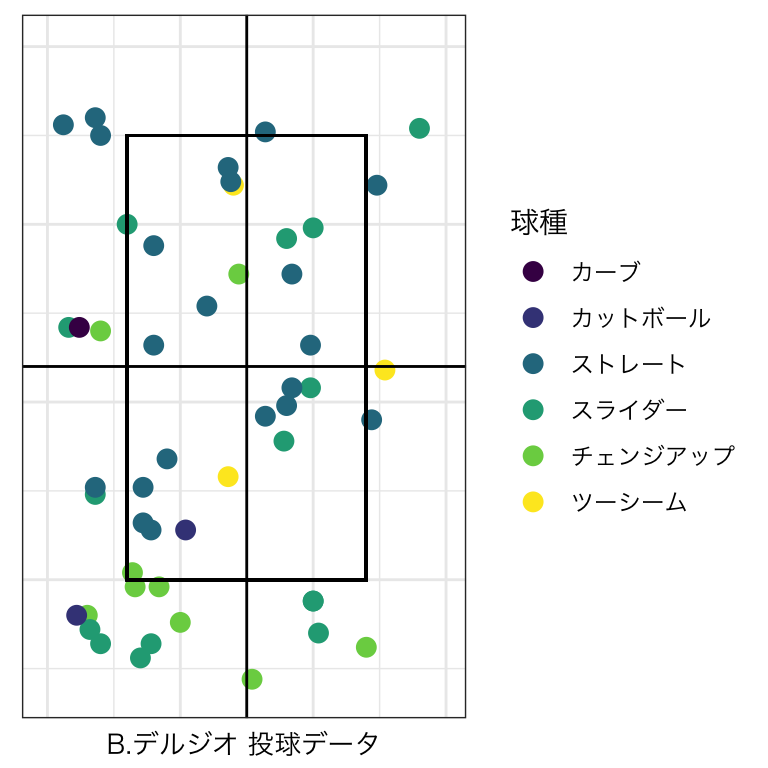 球種
カーブ
カットボール
ストレート
スライダー
チェンジアップ
ツーシーム
B.デルジオ 投球データ